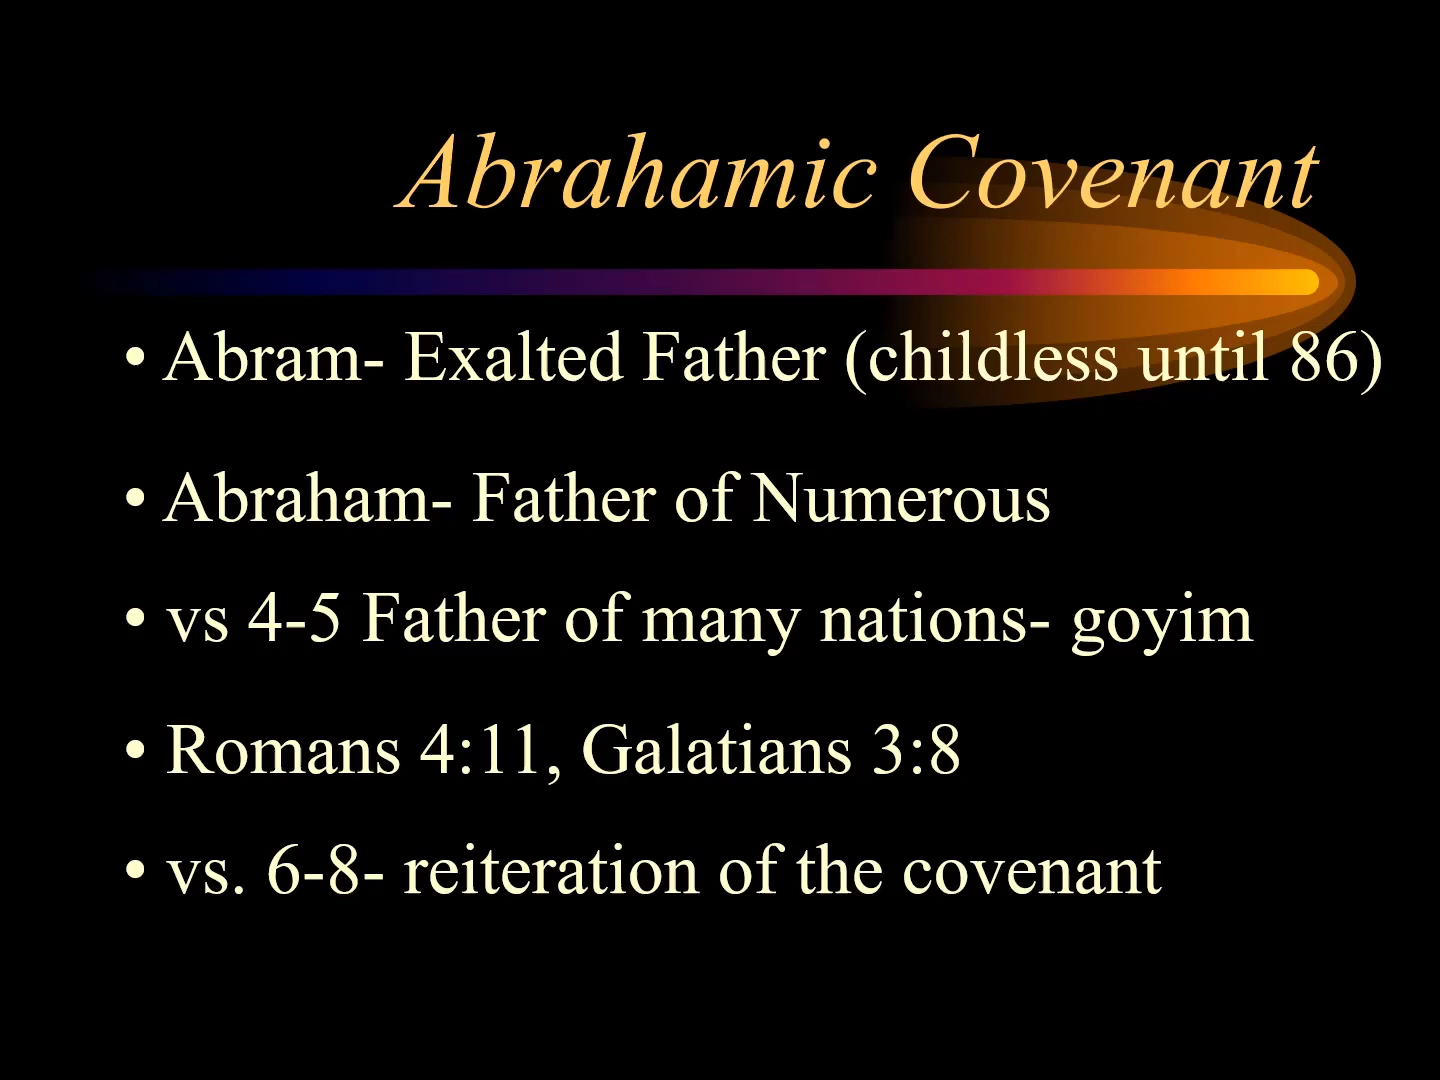 Abrahamic Covenant
• Abram- Exalted Father (childless until 86)
• Abraham- Father of Numerous
• vs 4-5 Father of many nations- goyim
• Romans 4:11, Galatians 3:8
• vs. 6-8- reiteration of the covenant